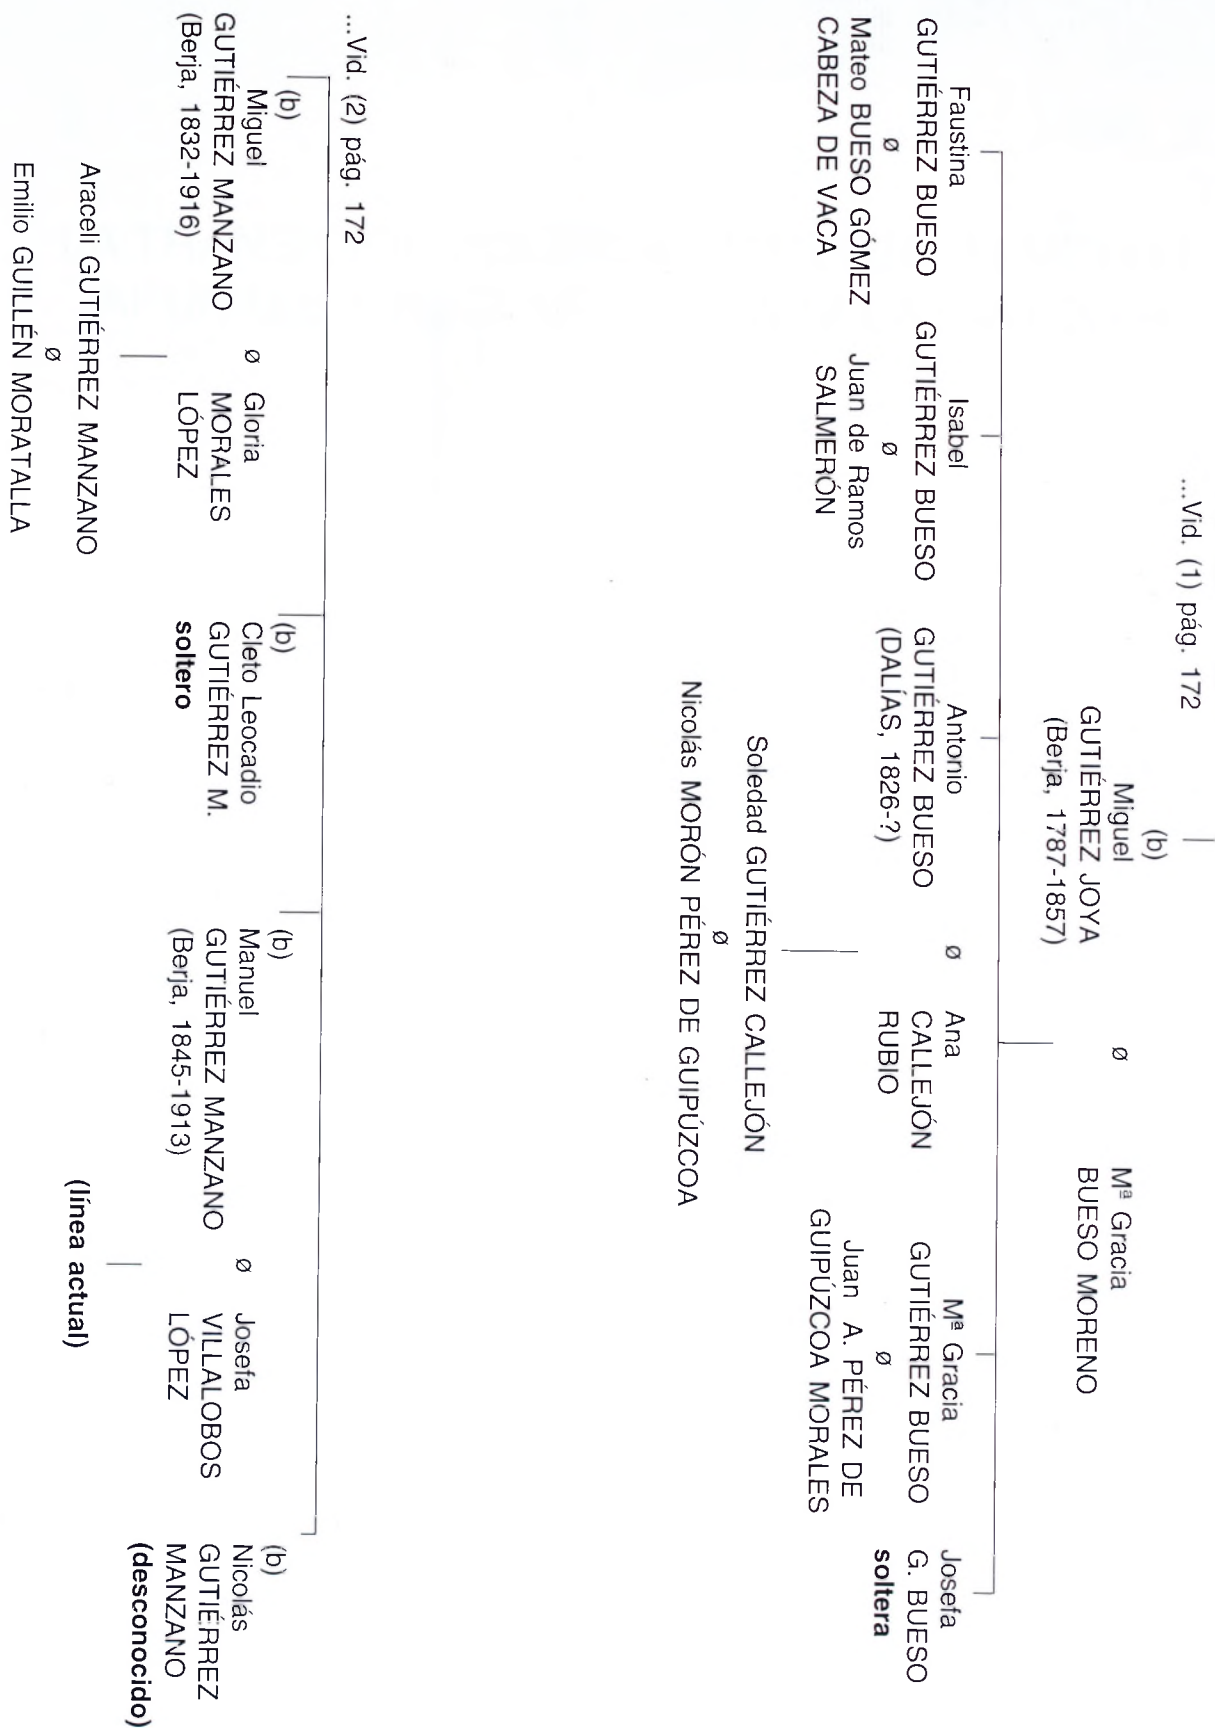 ...Vid. (1) pág. 172
(b)
Miguel
GUTIÉRREZ JOYA
(Berja, 1787-1857)
Ø
Mª Gracia
BUESO MORENO
Faustina
GUTIÉRREZ BUESO
Ø
Mateo BUESO GÓMEZ
CABEZA DE VACA
Isabel
GUTIÉRREZ BUESO
Ø
Juan de Ramos
SALMERÓN
Antonio
GUTIÉRREZ BUESO
(DALÍAS, 1826-?)
Ø
Ana
CALLEJÓN
RUBIO
Mª Gracia
GUTIÉRREZ BUESO
Ø
Juan A. PÉREZ DE
GUIPÚZCOA MORALES
Josefa
G. BUESO
soltera
Soledad GUTIÉRREZ CALLEJÓN
Ø
Nicolás MORÓN PÉREZ DE GUIPÚZCOA
...Vid. (2) pág. 172
(b)
Miguel
GUTIÉRREZ MANZANO
(Berja, 1832-1916)
Ø
Gloria
MORALES
LÓPEZ
(b)
Cleto Leocadio
GUTIÉRREZ M.
soltero
(b)
Manuel
GUTIÉRREZ MANZANO
(Berja, 1845-1913)
Ø
Josefa
VILLALOBOS
LÓPEZ
(b)
Nicolás
GUTIÉRREZ
MANZANO
(desconocido)
Araceli GUTIÉRREZ MANZANO
Ø
Emilio GUILLÉN MORATALLA
(línea actual)